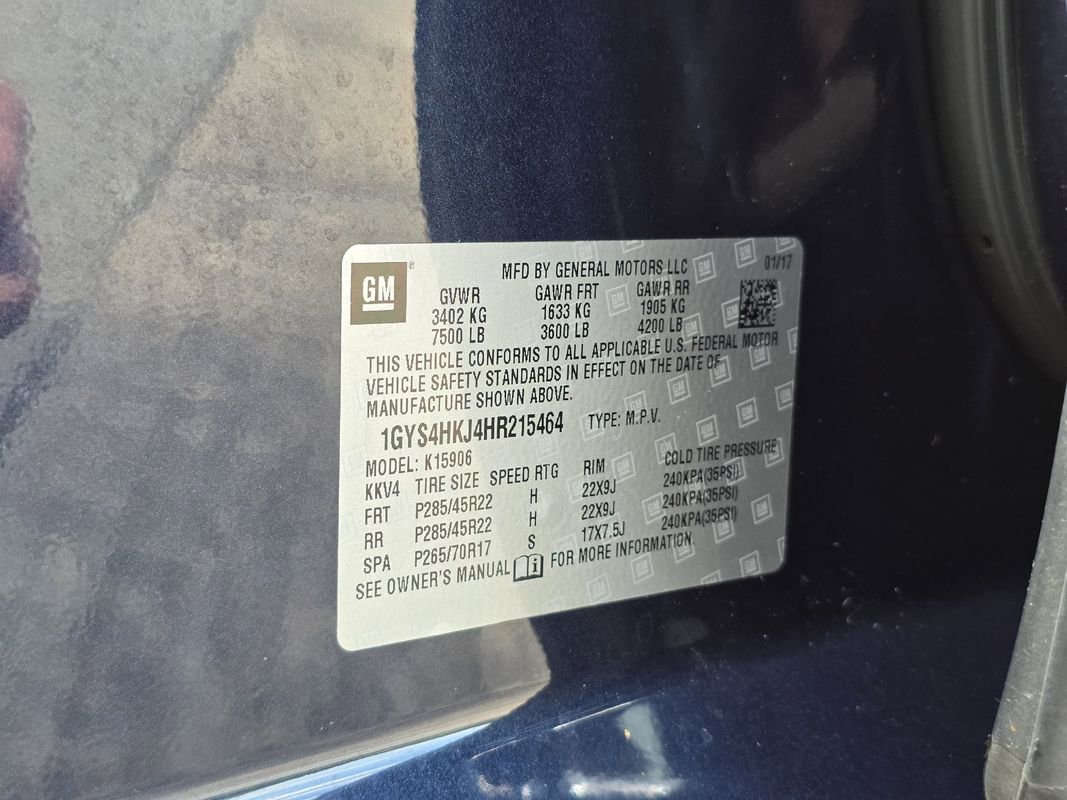 GM
MFD BY GENERAL MOTORS LLC 01/17
GVWR GAWR FRT GAWR RR
3402 KG 1633 KG 1905 KG
7500 LB 3600 LB 4200 LB
THIS VEHICLE CONFORMS TO ALL APPLICABLE U.S. FEDERAL MOTOR
VEHICLE SAFETY STANDARDS IN EFFECT ON THE DATE OF
MANUFACTURE SHOWN ABOVE.
1GYS4HKJ4HR215464 TYPE: M.P.V.
MODEL: K15906
KKV4 TIRE SIZE SPEED RTG RIM COLD TIRE PRESSURE
FRT P285/45R22 H 22X9J 240KPA(35PSI)
RR P285/45R22 H 22X9J 240KPA(35PSI)
SPA P265/70R17 S 17X7.5J 240KPA(35PSI)
SEE OWNER'S MANUAL FOR MORE INFORMATION.